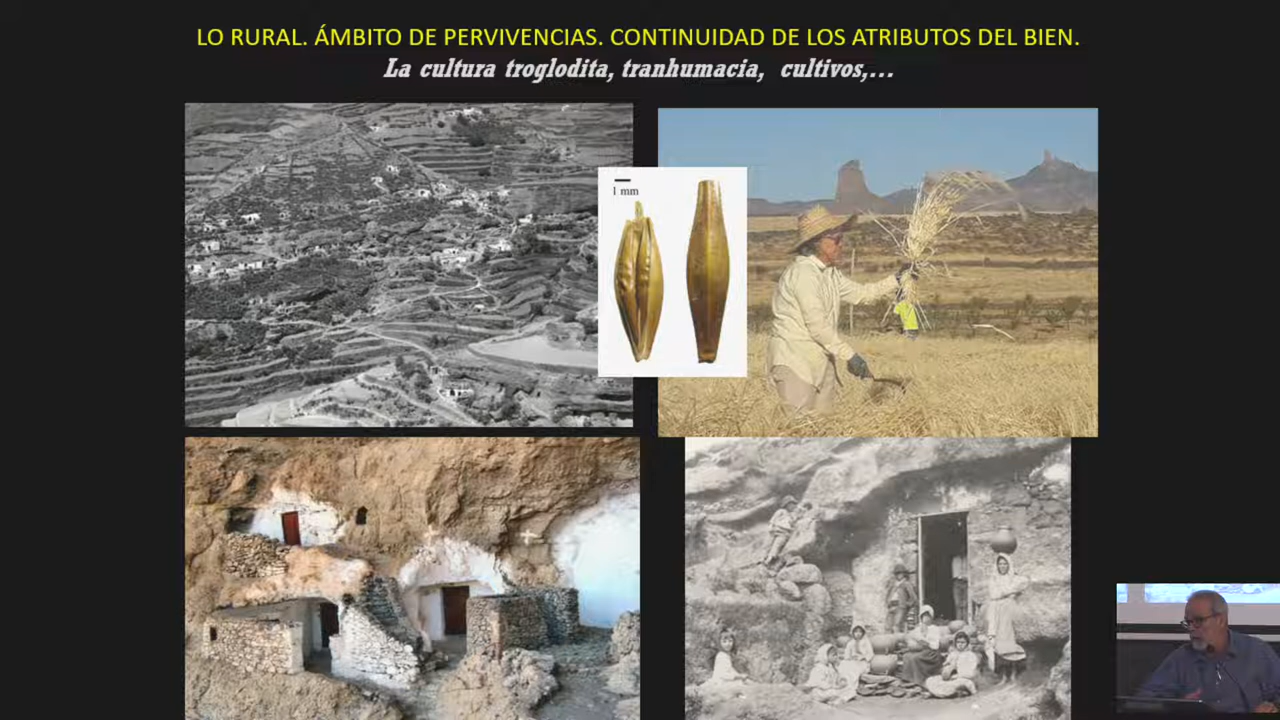 LO RURAL. ÁMBITO DE PERVIVENCIAS. CONTINUIDAD DE LOS ATRIBUTOS DEL BIEN.
La cultura troglodita, tranhumacia, cultivos,...
1 mm